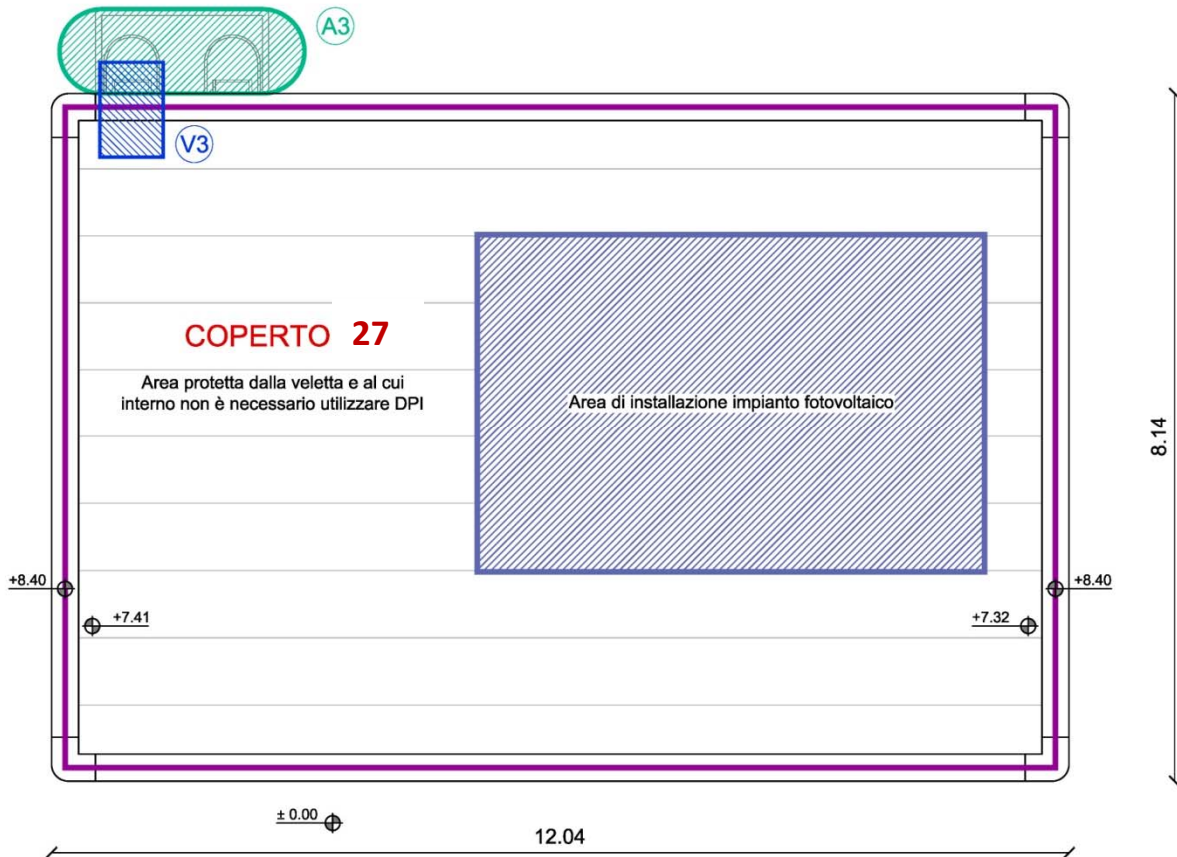 A3
V3
COPERTO 27
Area protetta dalla veletta e al cui
interno non è necessario utilizzare DPI
Area di installazione impianto fotovoltaico
8.14
+8.40
+8.40
+7.41
+7.32
± 0.00
12.04